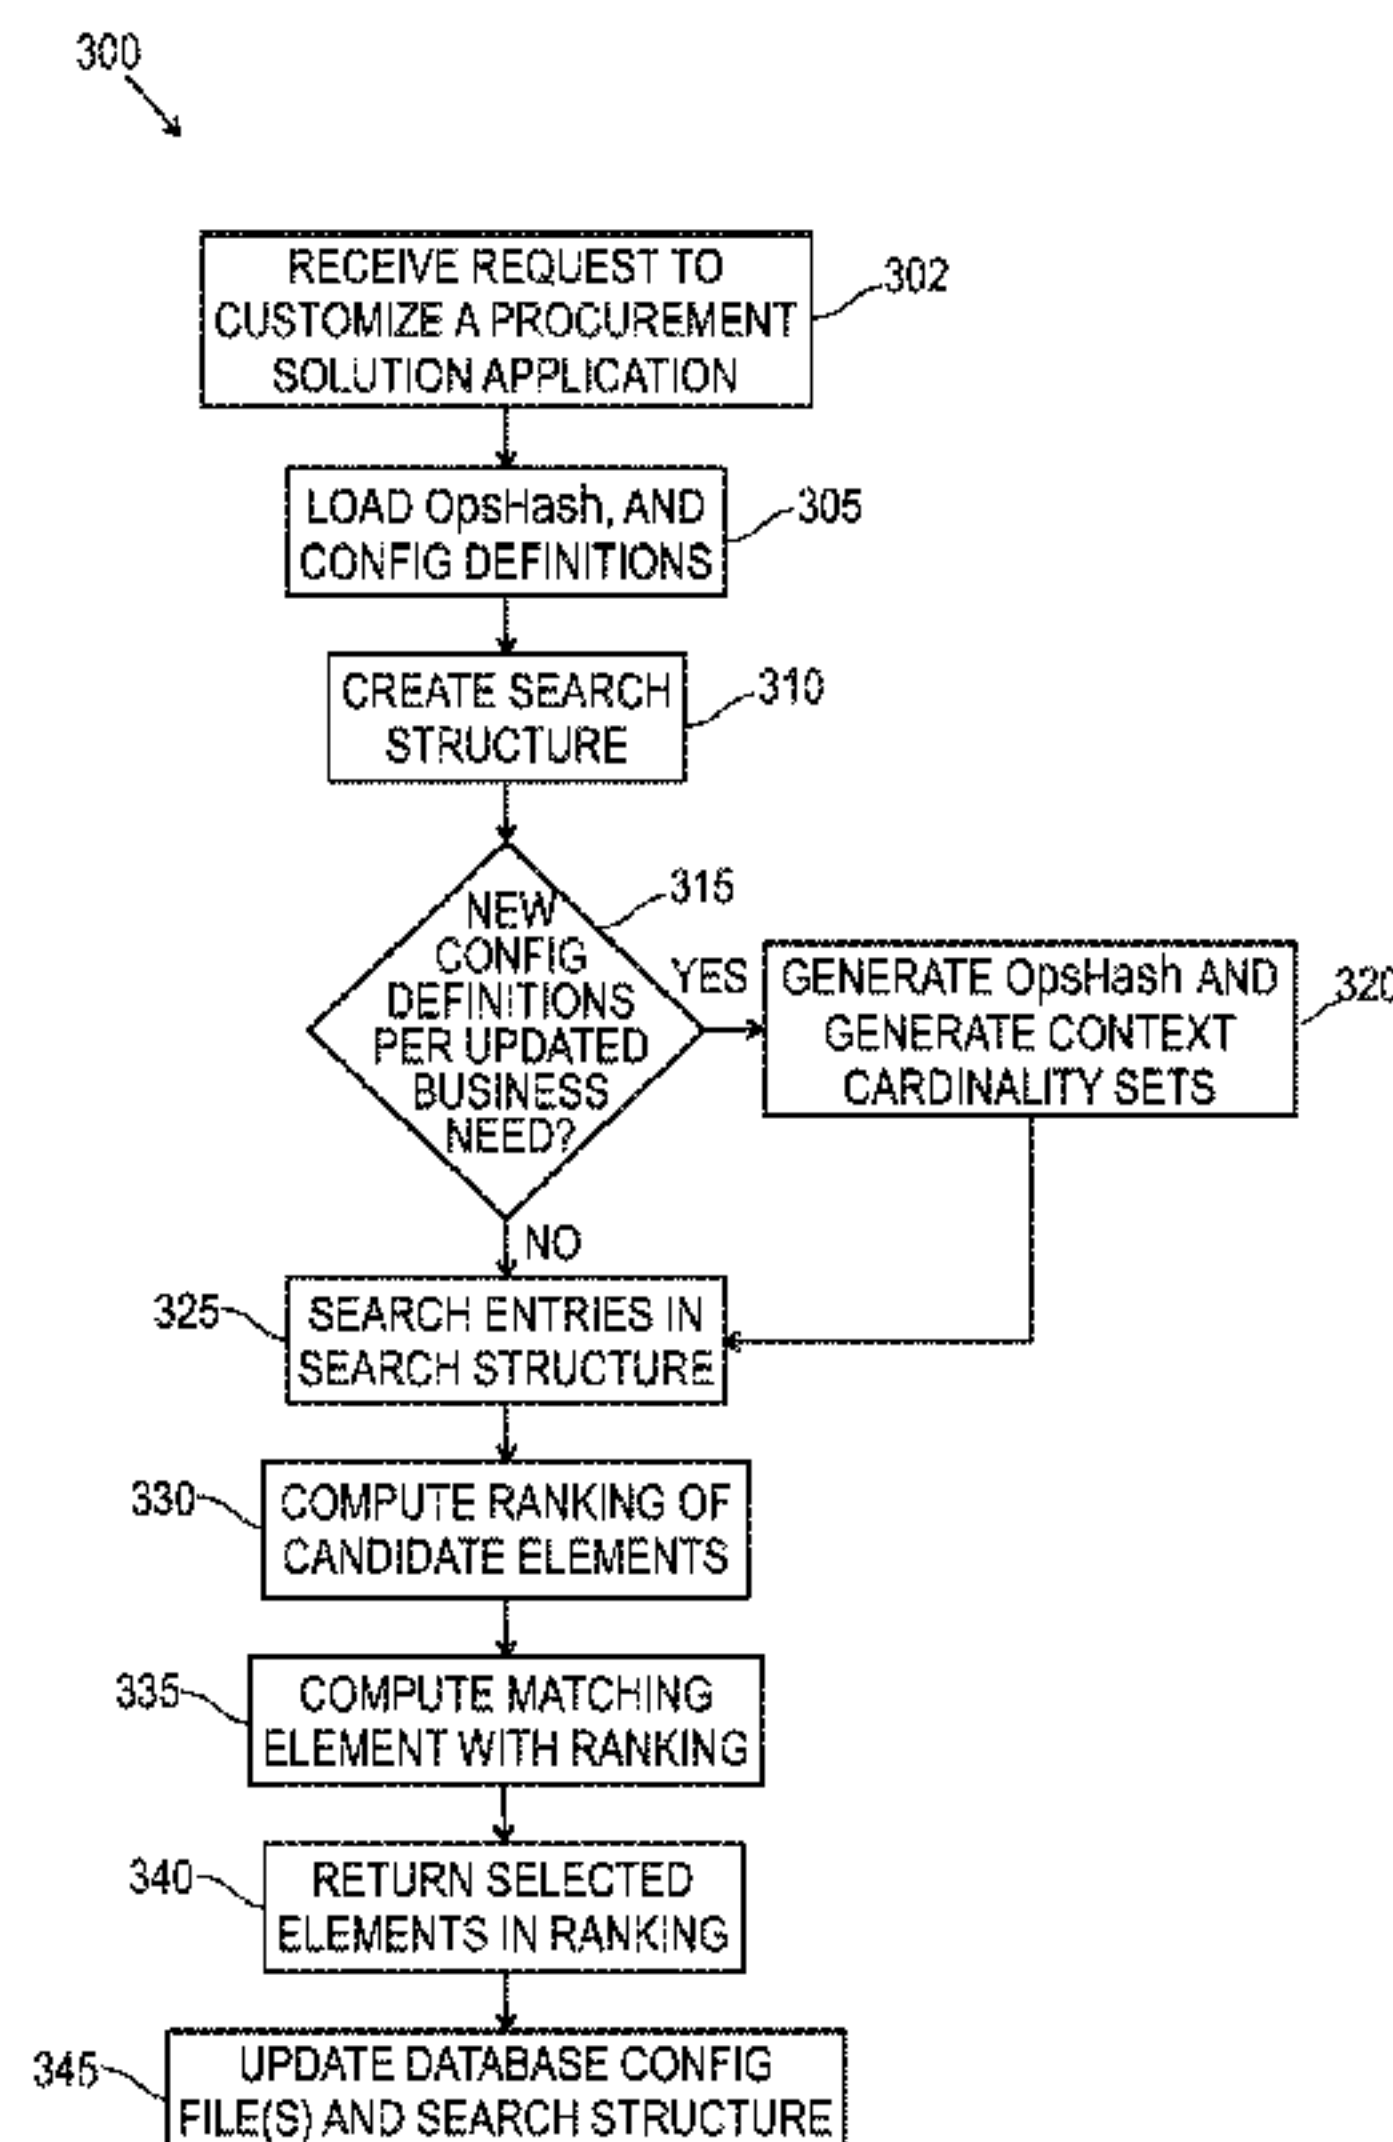 300
RECEIVE REQUEST TO
CUSTOMIZE A PROCUREMENT
SOLUTION APPLICATION
302
LOAD OpsHash, AND
CONFIG DEFINITIONS
305
CREATE SEARCH
STRUCTURE
310
NEW
CONFIG
DEFINITIONS
PER UPDATED
BUSINESS
NEED?
315
YES
GENERATE OpsHash AND
GENERATE CONTEXT
CARDINALITY SETS
320
NO
325
SEARCH ENTRIES IN
SEARCH STRUCTURE
330
COMPUTE RANKING OF
CANDIDATE ELEMENTS
335
COMPUTE MATCHING
ELEMENT WITH RANKING
340
RETURN SELECTED
ELEMENTS IN RANKING
345
UPDATE DATABASE CONFIG
FILE(S) AND SEARCH STRUCTURE